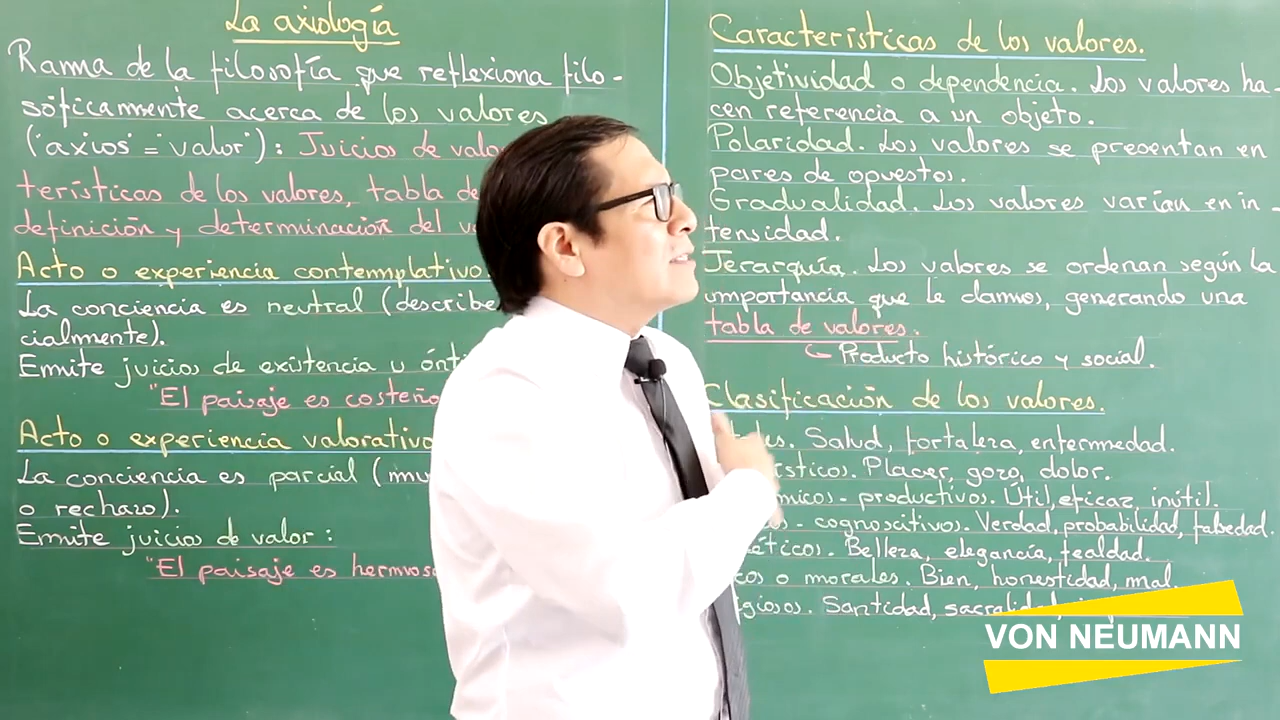 La axiología
Rama de la filosofía que reflexiona filo-
sóficamente acerca de los valores
('axios' = 'valor'): Juicios de
terísticas de los valores, tabla de
definición y determinación del
Acto o experiencia contemplativo.
La conciencia es neutral (describe
cialmente).
Emite juicios de existencia u
"El paisaje es costeño
Acto o experiencia valorativo
La conciencia es parcial
o rechazo).
Emite juicios de valor:
"El paisaje es hermoso
Características de los valores.
Objetividad o dependencia. Los valores ha-
cen referencia a un objeto.
Polaridad. Los valores se presentan en
pares de opuestos.
Gradualidad. Los valores varían en in-
tensidad.
Jerarquía. Los valores se ordenan según la
importancia que le damos, generando una
tabla de valores.
Producto histórico y social.
Clasificación de los valores.
Salud, fortaleza, enfermedad.
Placer, gozo, dolor.
- productivos. Útil, eficaz, inútil.
- cognoscitivos. Verdad, probabilidad, falsedad.
Belleza, elegancia, fealdad.
o morales. Bien, honestidad, mal.
Santidad, sacralidad,
VON NEUMANN